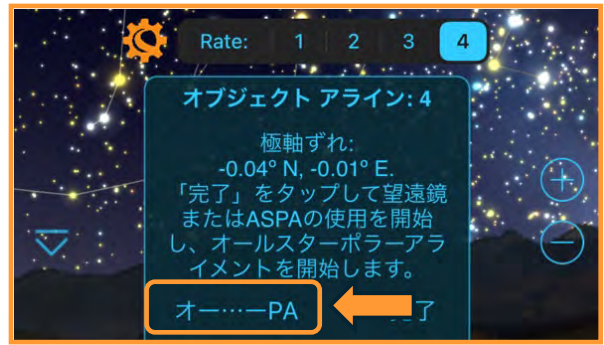 Rate: 1 2 3 4
オブジェクト アライン: 4
極軸ずれ:
-0.04° N, -0.01° E.
「完了」をタップして望遠鏡
またはASPAの使用を開始
し、オールスターポラーアラ
イメントを開始します。
オー…ーPA 了